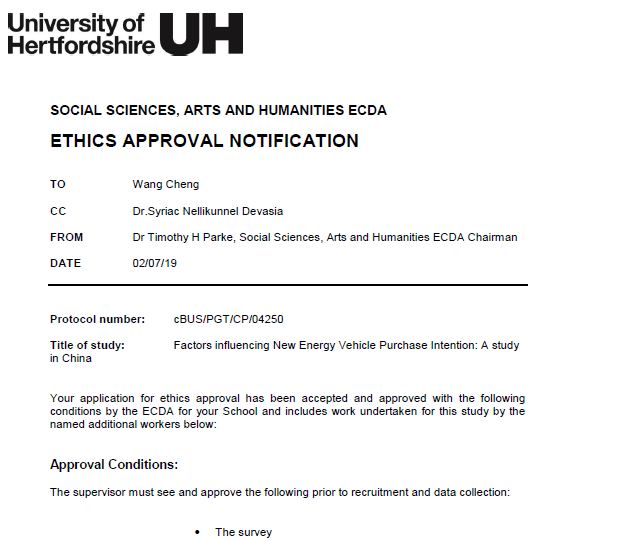 University of
Hertfordshire UH
SOCIAL SCIENCES, ARTS AND HUMANITIES ECDA
ETHICS APPROVAL NOTIFICATION
TO Wang Cheng
CC Dr.Syriac Nellikunnel Devasia
FROM Dr Timothy H Parke, Social Sciences, Arts and Humanities ECDA Chairman
DATE 02/07/19
Protocol number: cBUS/PGT/CP/04250
Title of study: Factors influencing New Energy Vehicle Purchase Intention: A study
in China
Your application for ethics approval has been accepted and approved with the following
conditions by the ECDA for your School and includes work undertaken for this study by the
named additional workers below:
Approval Conditions:
The supervisor must see and approve the following prior to recruitment and data collection:
• The survey